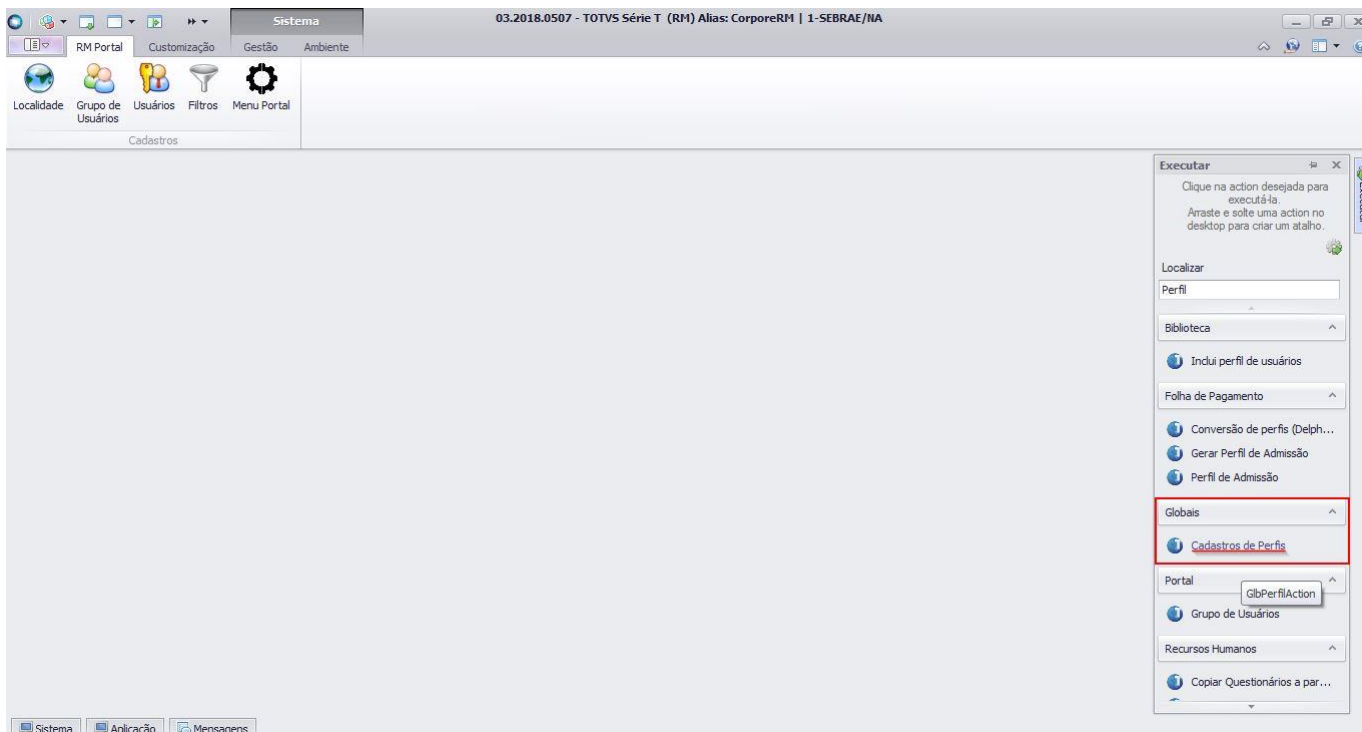 Sistema
03.2018.0507 - TOTVS Série T (RM) Alias: CorporeRM | 1-SEBRAE/NA
RM Portal
Customização
Gestão
Ambiente
Localidade
Grupo de
Usuários
Usuários
Filtros
Menu Portal
Cadastros
Executar
Clique na action desejada para
executá-la.
Arraste e solte uma action no
desktop para criar um atalho.
Localizar
Perfil
Biblioteca
Inclui perfil de usuários
Folha de Pagamento
Conversão de perfis (Delph...
Gerar Perfil de Admissão
Perfil de Admissão
Globais
Cadastros de Perfis
Portal
GlbPerfilAction
Grupo de Usuários
Recursos Humanos
Copiar Questionários a par...
Sistema
Aplicação
Mensagens